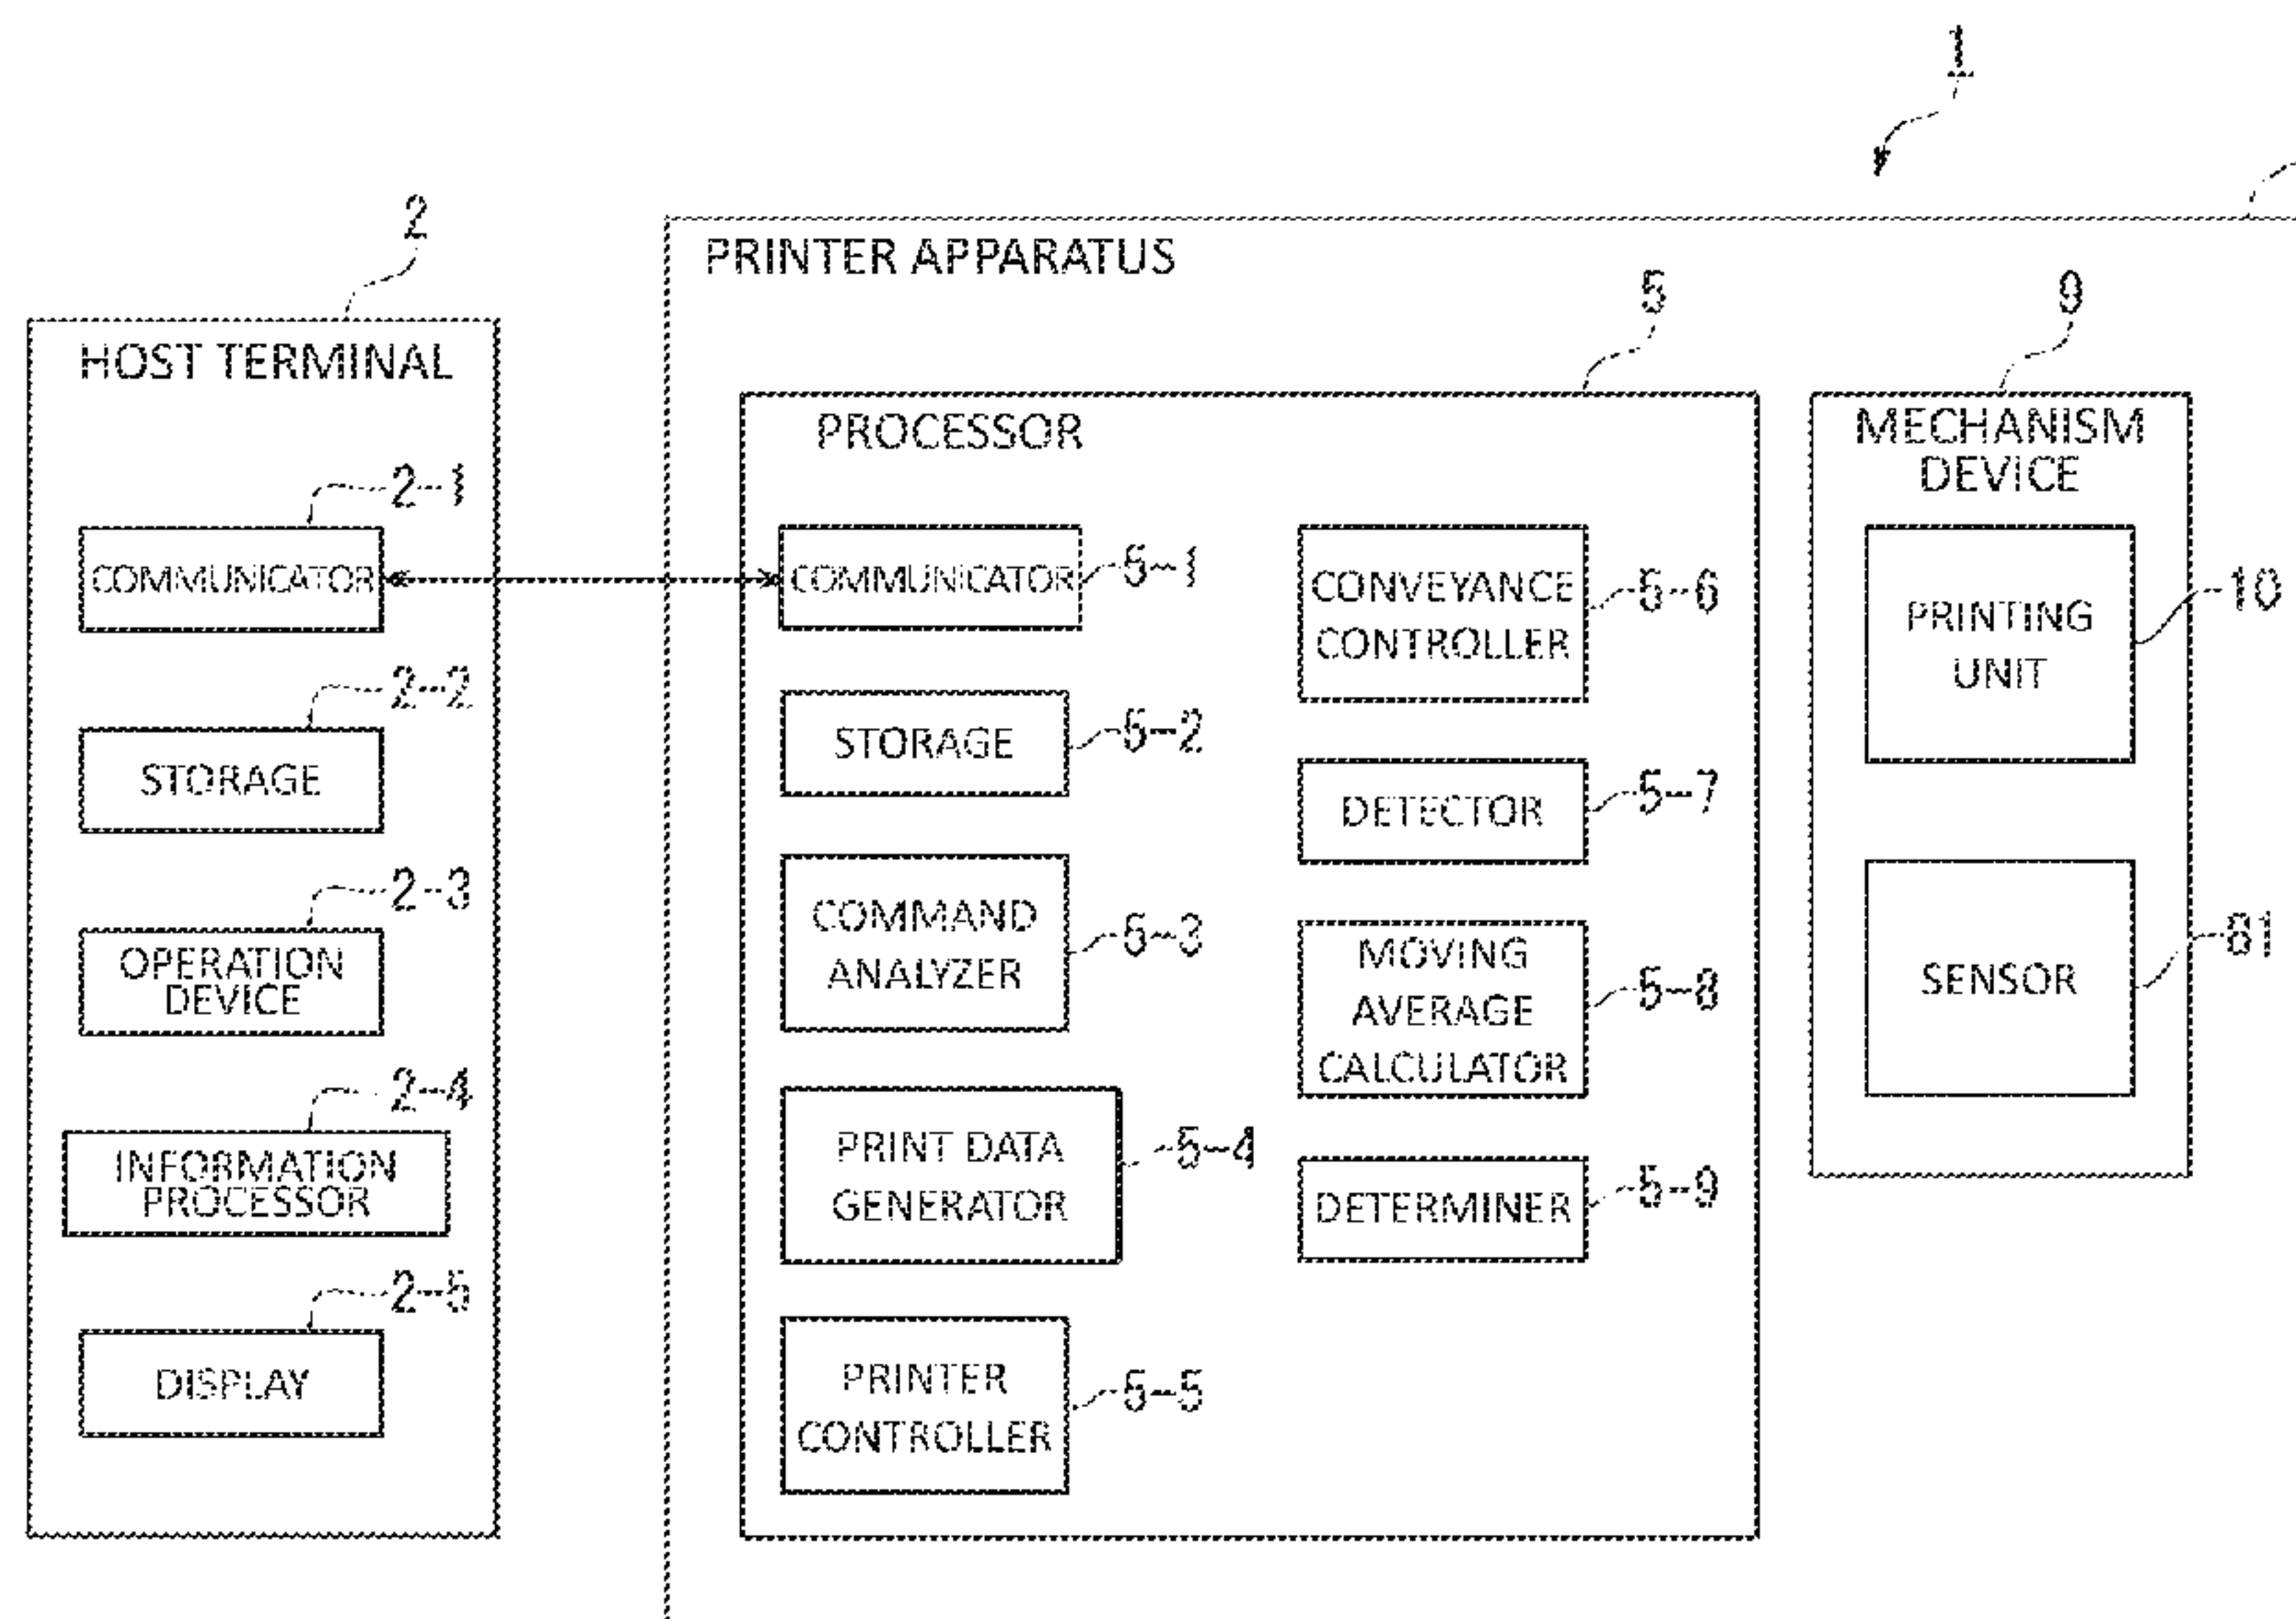 1
2
HOST TERMINAL
2-1
COMMUNICATOR
2-2
STORAGE
2-3
OPERATION
DEVICE
2-4
INFORMATION
PROCESSOR
2-5
DISPLAY
PRINTER APPARATUS
5
PROCESSOR
COMMUNICATOR
5-1
STORAGE
5-2
COMMAND
ANALYZER
5-3
PRINT DATA
GENERATOR
5-4
PRINTER
CONTROLLER
5-5
CONVEYANCE
CONTROLLER
5-6
DETECTOR
5-7
MOVING
AVERAGE
CALCULATOR
5-8
DETERMINER
5-9
9
MECHANISM
DEVICE
PRINTING
UNIT
10
SENSOR